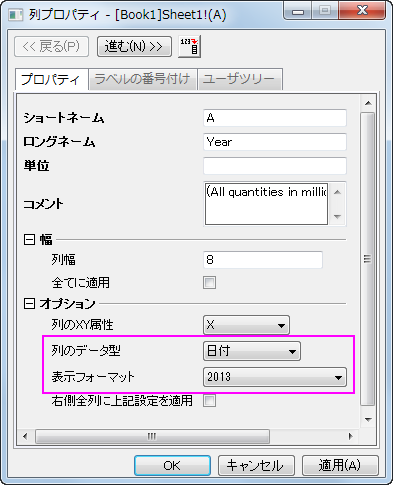 列プロパティ - [Book1]Sheet1!(A)
<< 戻る(P) 進む(N) >> 123
プロパティ ラベルの番号付け ユーザツリー
ショートネーム A
ロングネーム Year
単位
コメント (All quantities in millio
幅
列幅 8
全てに適用
オプション
列のXY属性 X
列のデータ型 日付
表示フォーマット 2013
右側全列に上記設定を適用
OK キャンセル 適用(A)